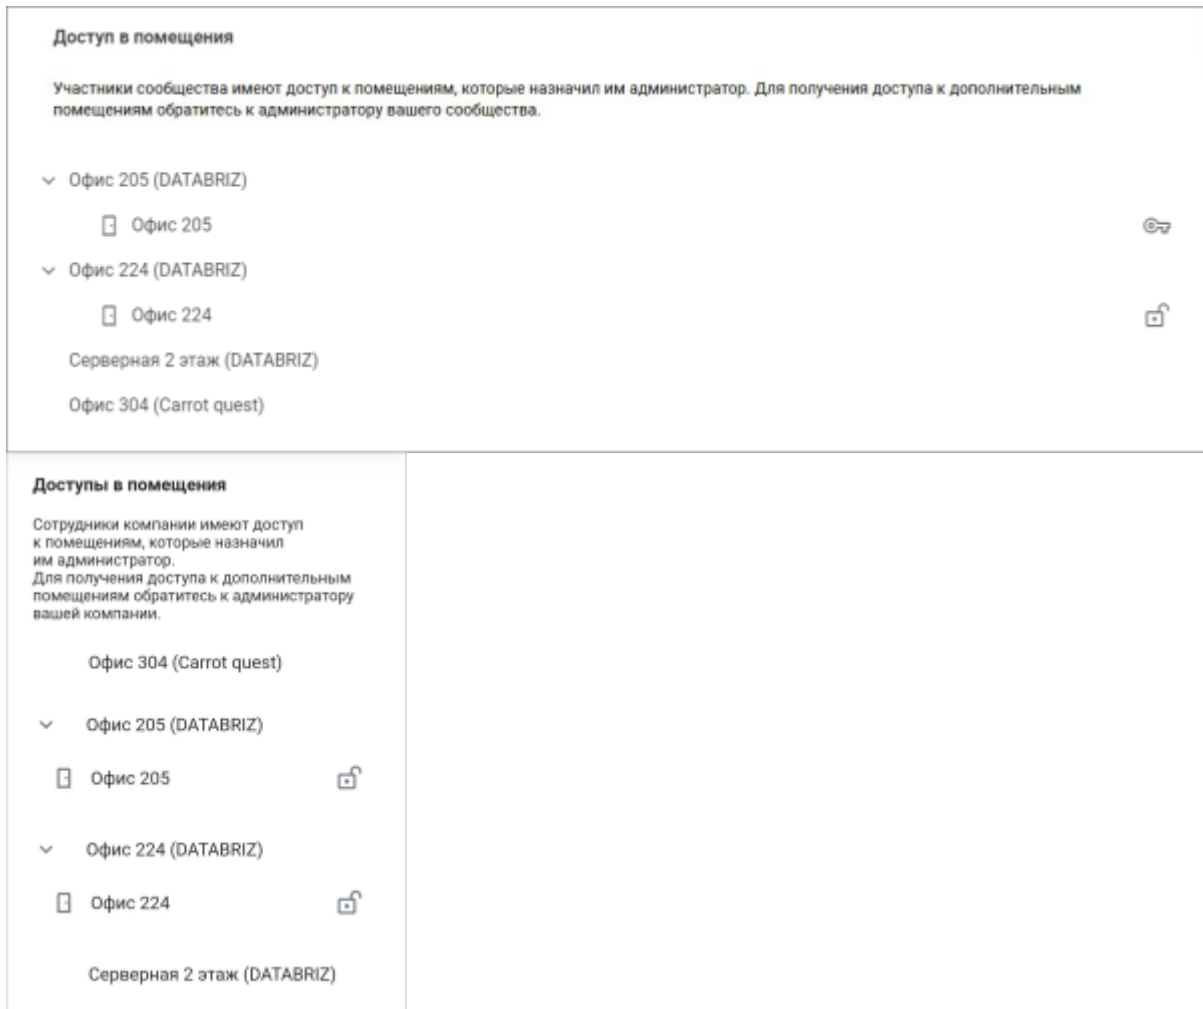 Доступ в помещения
Участники сообщества имеют доступ к помещениям, которые назначил им администратор. Для получения доступа к дополнительным
помещениям обратитесь к администратору вашего сообщества.
Офис 205 (DATABRIZ)
Офис 205
Офис 224 (DATABRIZ)
Офис 224
Серверная 2 этаж (DATABRIZ)
Офис 304 (Carrot quest)
Доступы в помещения
Сотрудники компании имеют доступ
к помещениям, которые назначил
им администратор.
Для получения доступа к дополнительным
помещениям обратитесь к администратору
вашей компании.
Офис 304 (Carrot quest)
Офис 205 (DATABRIZ)
Офис 205
Офис 224 (DATABRIZ)
Офис 224
Серверная 2 этаж (DATABRIZ)